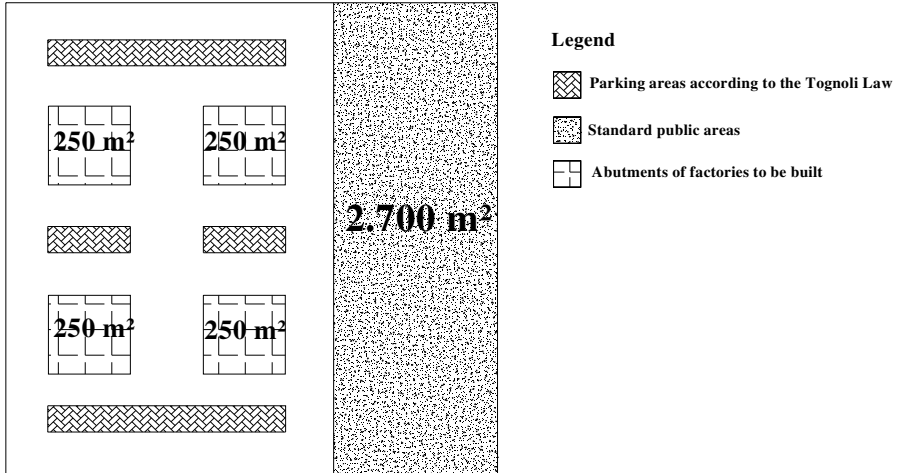 250 m²
250 m²
2.700 m²
250 m²
250 m²
Legend
Parking areas according to the Tognoli Law
Standard public areas
Abutments of factories to be built